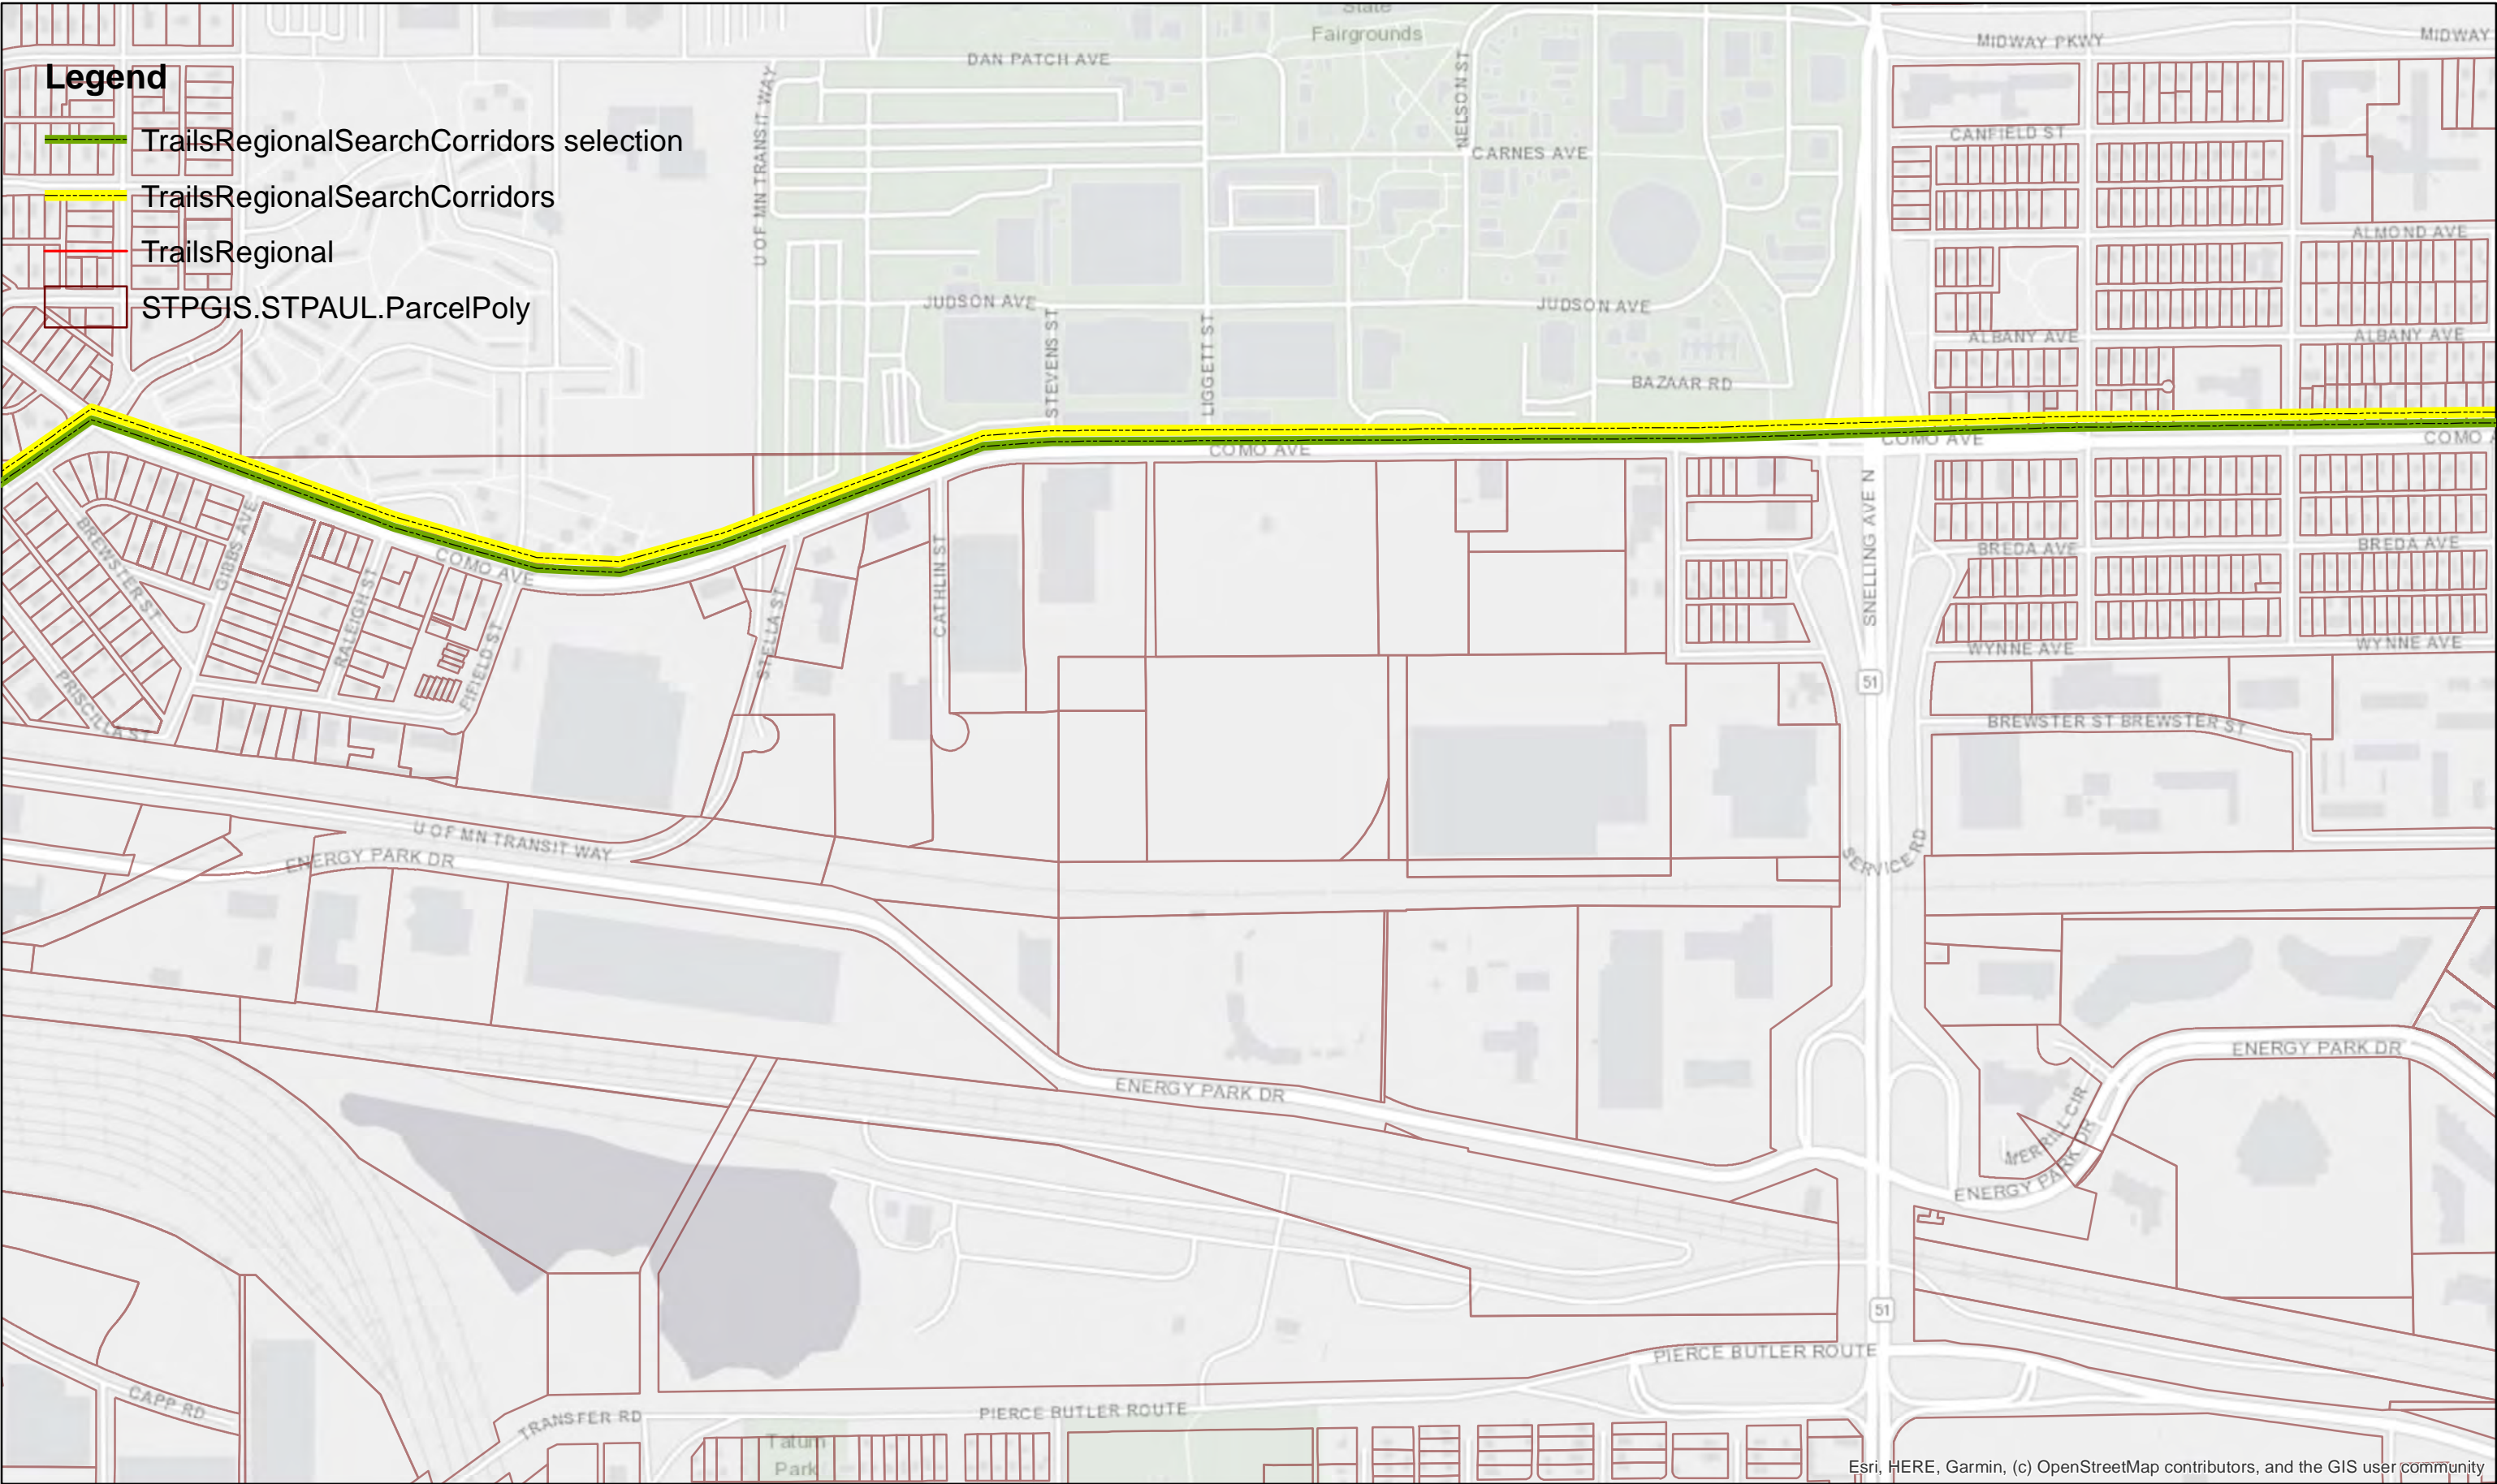 State
Fairgrounds
MIDWAY PKWY
MIDWAY
DAN PATCH AVE
Legend
TrailsRegionalSearchCorridors selection
TrailsRegionalSearchCorridors
TrailsRegional
STPGIS.STPAUL.ParcelPoly
U OF MN TRANSIT WAY
NELSON ST
CARNES AVE
CANFIELD ST
ALMOND AVE
JUDSON AVE
JUDSON AVE
STEVENS ST
LIGGETT ST
ALBANY AVE
ALBANY AVE
BAZAAR RD
COMO AVE
COMO AVE
COMO A
SNELLING AVE N
BREWSTER ST
GIBBS AVE
COMO AVE
RALEIGH ST
FIFIELD ST
STELLA ST
CATHLIN ST
BREDA AVE
BREDA AVE
WYNNE AVE
WYNNE AVE
PRISCILLA ST
51
BREWSTER ST BREWSTER ST
U OF MN TRANSIT WAY
ENERGY PARK DR
SERVICE RD
ENERGY PARK DR
ENERGY PARK DR
MERRILL CIR
ENERGY PARK DR
51
PIERCE BUTLER ROUTE
CAPP RD
TRANSFER RD
PIERCE BUTLER ROUTE
Tatum
Park
Esri, HERE, Garmin, (c) OpenStreetMap contributors, and the GIS user community